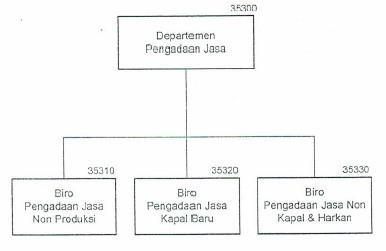 35300
Departemen
Pengadaan Jasa
35310
Biro
Pengadaan Jasa
Non Produksi
35320
Biro
Pengadaan Jasa
Kapal Baru
35330
Biro
Pengadaan Jasa Non
Kapal & Harkan